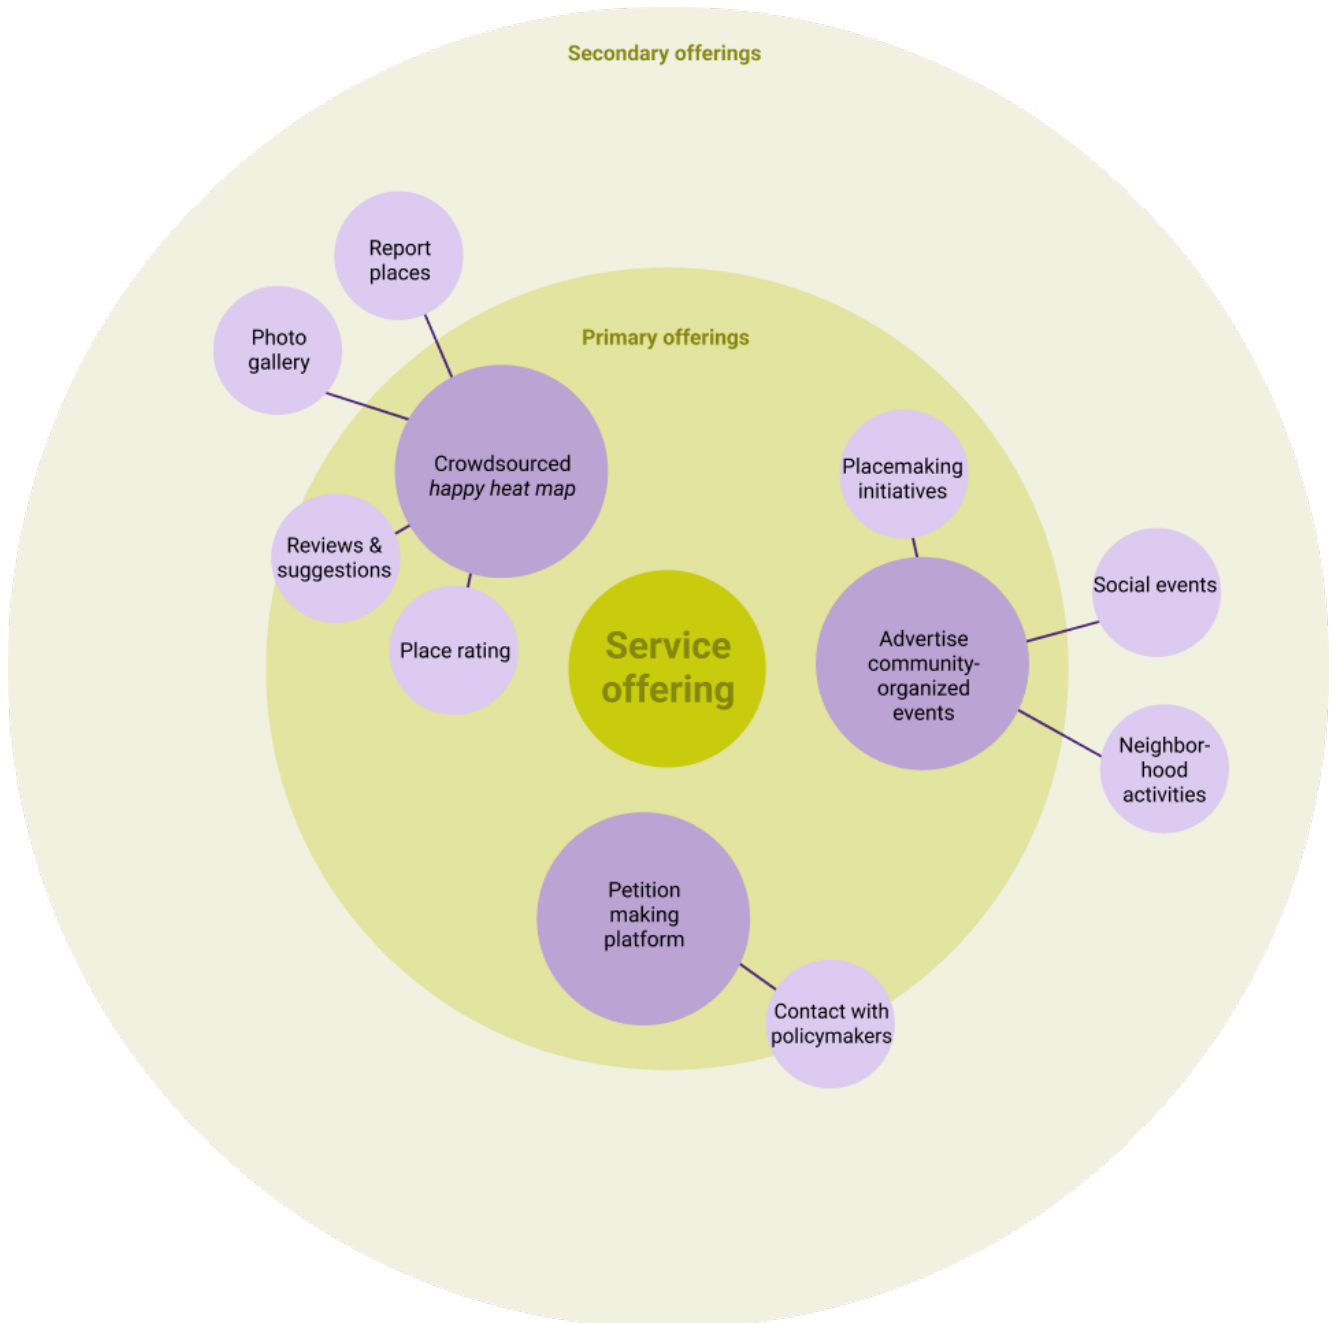 Secondary offerings
Report
places
Photo
gallery
Primary offerings
Crowdsourced
happy heat map
Reviews &
suggestions
Place rating
Service
offering
Placemaking
initiatives
Social events
Advertise
community-
organized
events
Neighbor-
hood
activities
Petition
making
platform
Contact with
policymakers